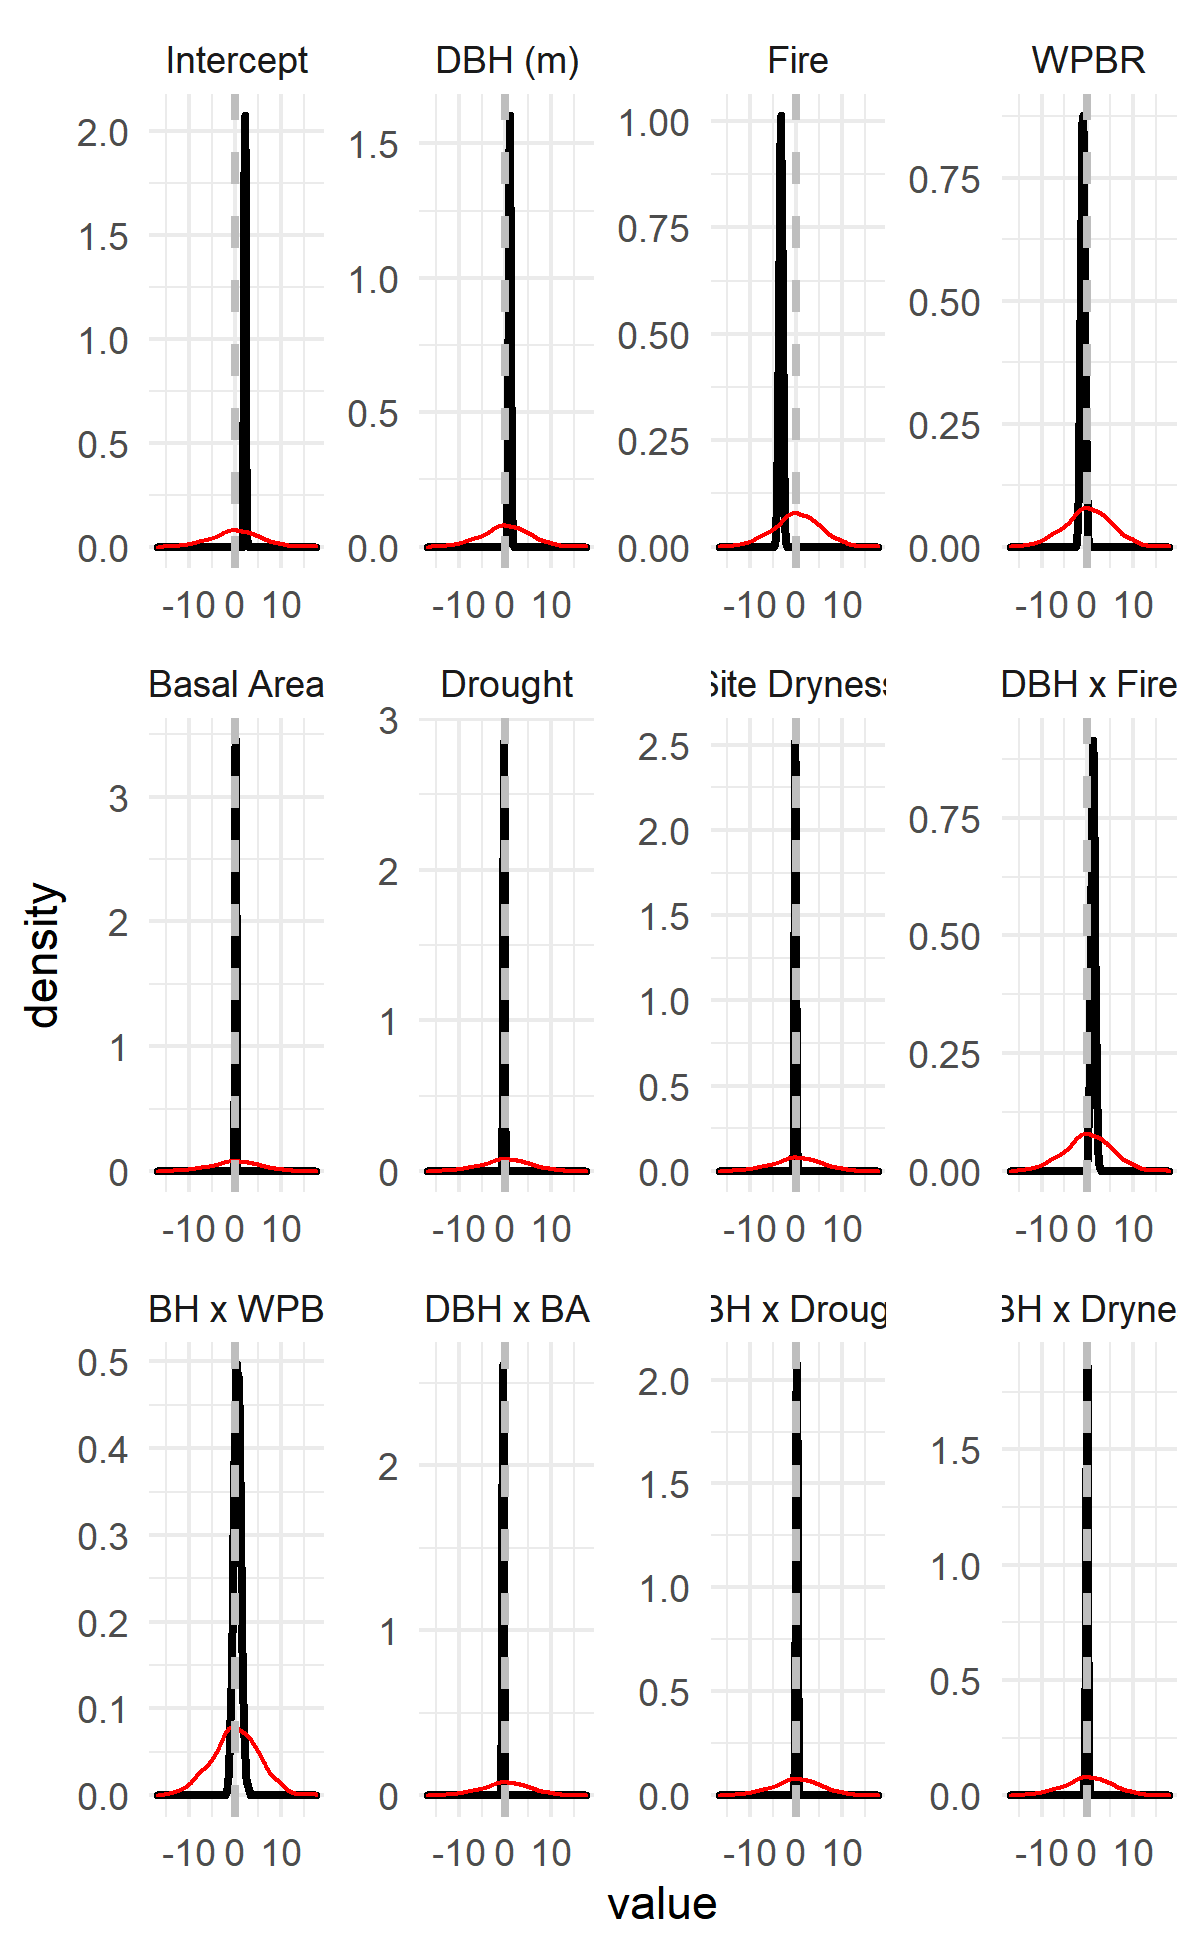 Intercept DBH (m) Fire WPBR
2.0 1.5 1.00 0.75
1.5 1.0 0.75 0.50
1.0 0.5 0.50 0.25
0.5 0.0 0.25 0.00
0.0 0.00
-10 0 10 -10 0 10 -10 0 10 -10 0 10
Basal Area Drought Site Dryness DBH x Fire
3 3 2.5 0.75
2 2 2.0 0.50
1 1 1.5 0.25
0 0 1.0 0.00
0.5
0.0
-10 0 10 -10 0 10 -10 0 10 -10 0 10
BH x WPB DBH x BA BH x Droug BH x Dryne
0.5 2 2.0 1.5
0.4 1 1.5 1.0
0.3 0 1.0 0.5
0.2 0.5 0.0
0.1 0.0
0.0
-10 0 10 -10 0 10 -10 0 10 -10 0 10
density
value